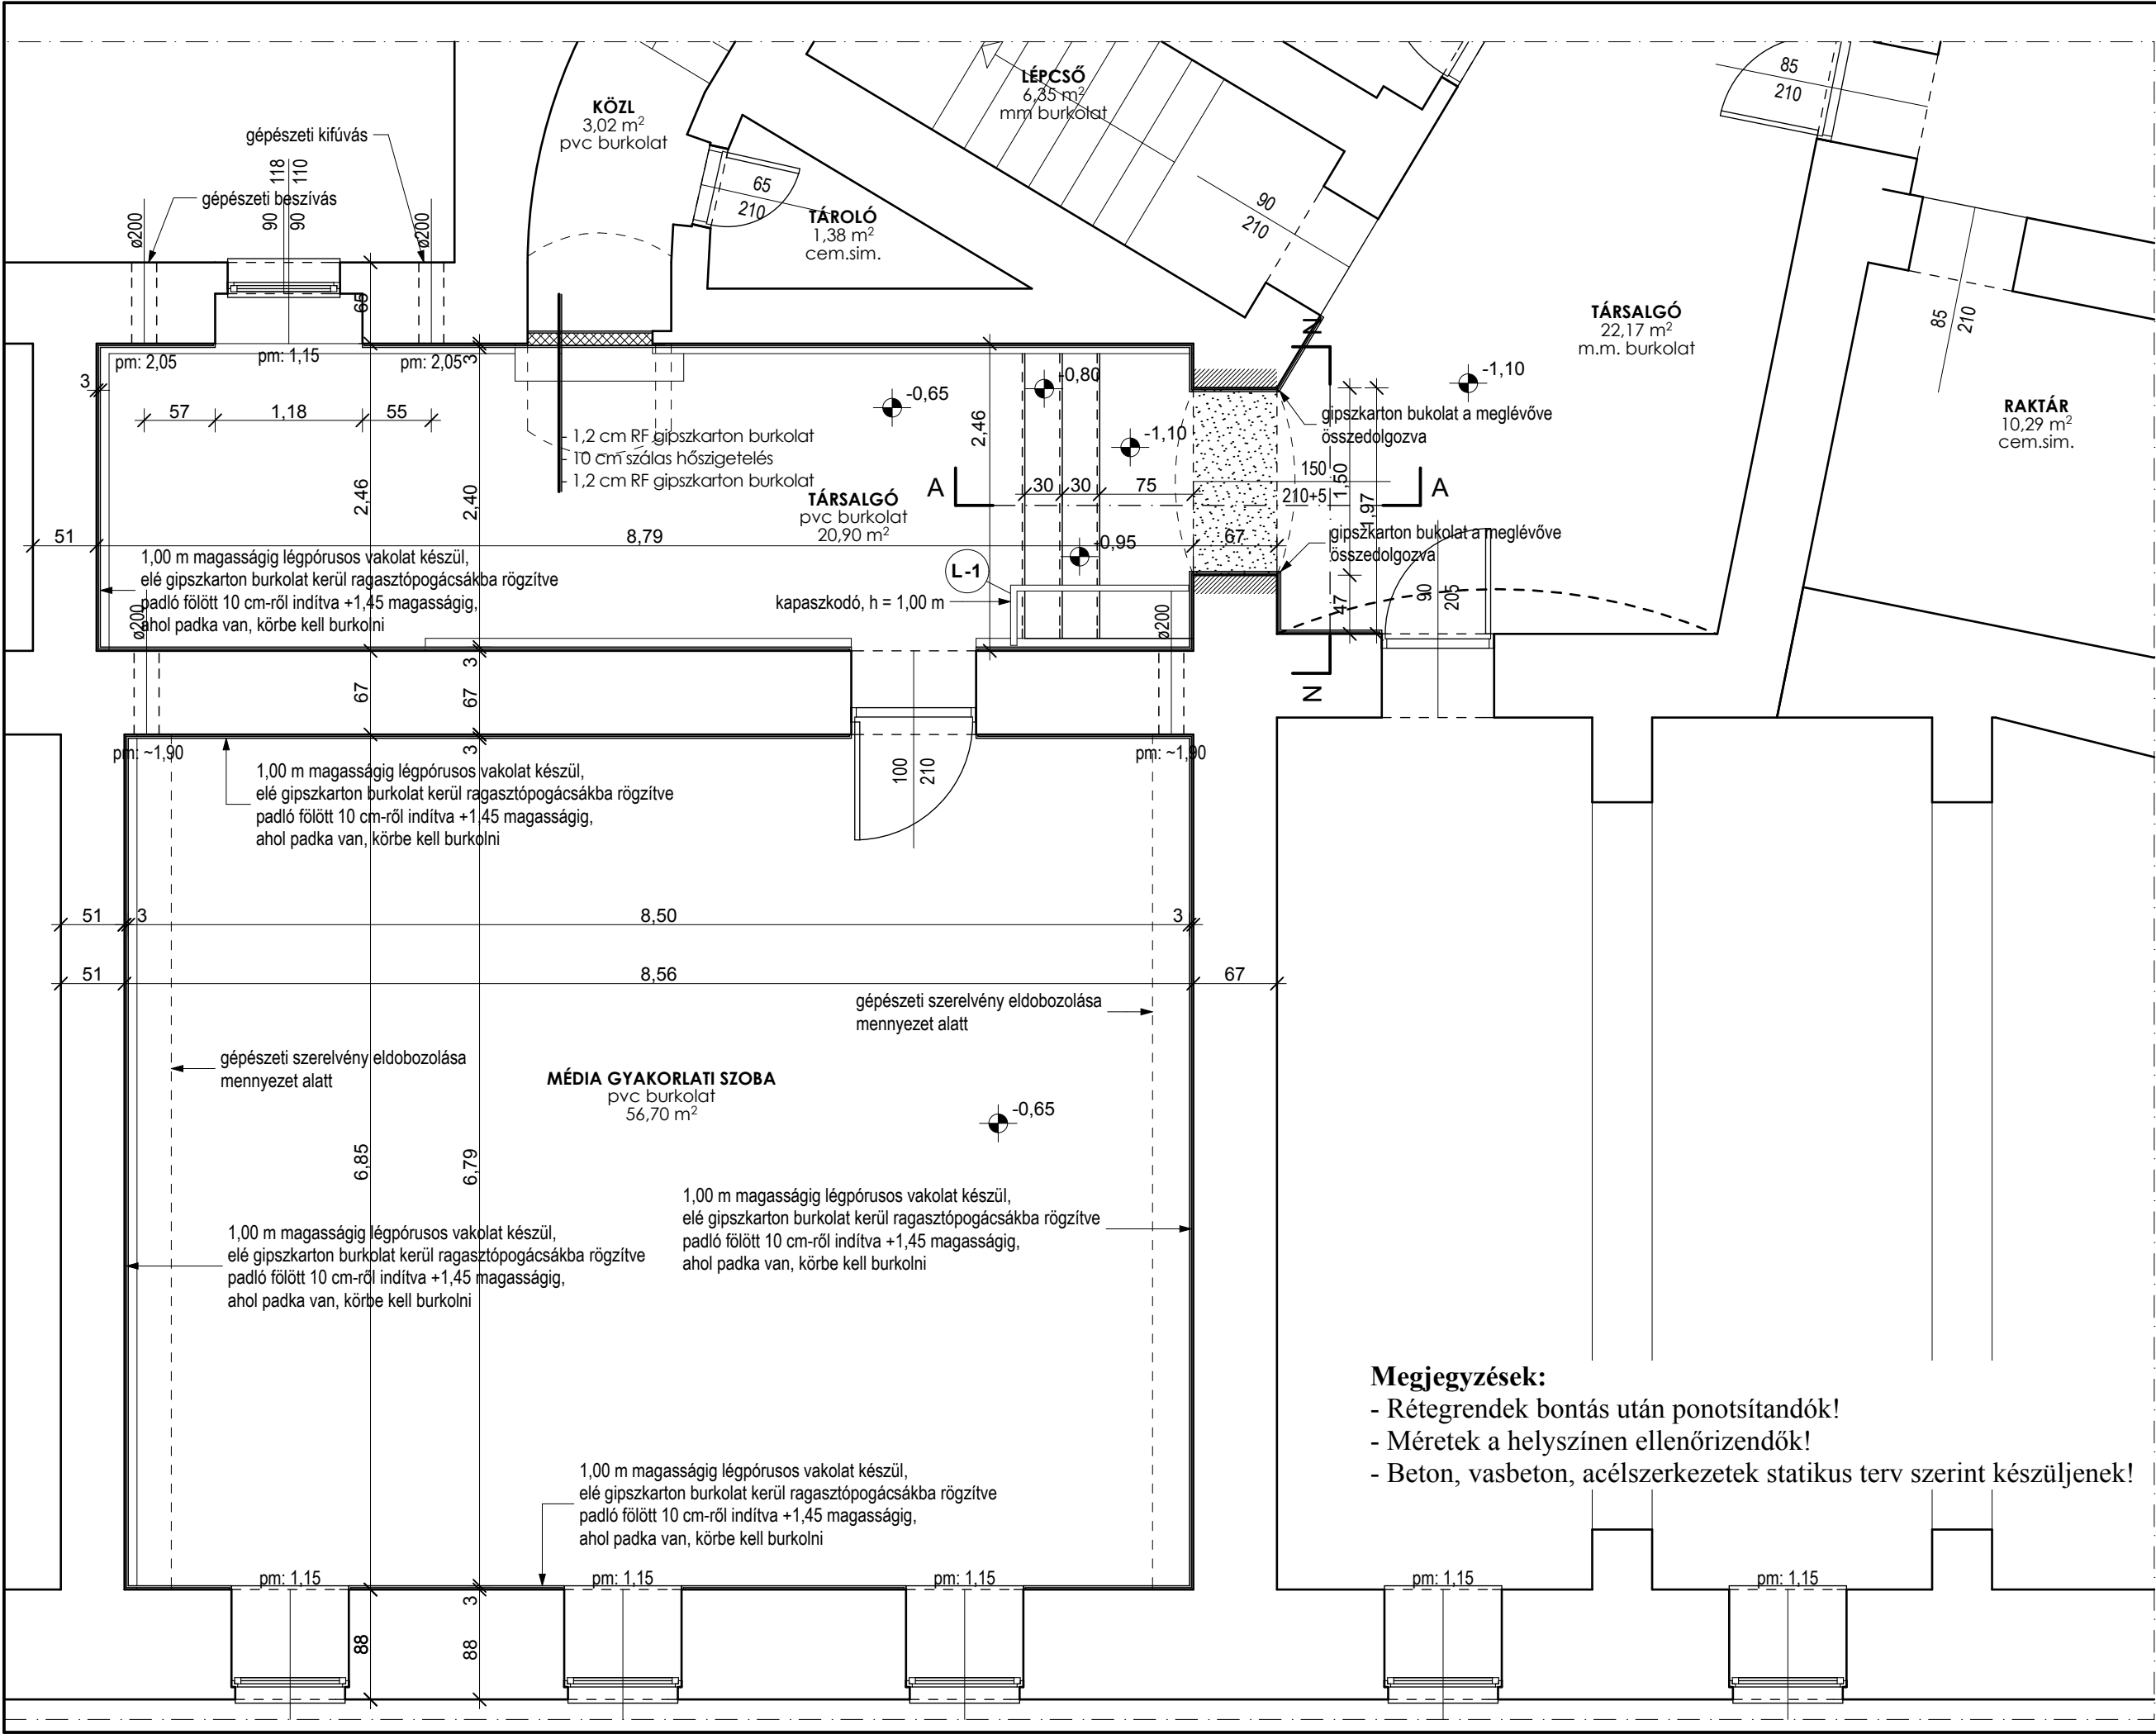 LÉPCSŐ
6,35 m²
mm burkolat
85
210
KÖZL
3,02 m²
pvc burkolat
gépészeti kifúvás
gépészeti beszívás
90 118
90 110
ø200
ø200
65
210
TÁROLÓ
1,38 m²
cem.sim.
90
210
TÁRSALGÓ
22,17 m²
m.m. burkolat
85
210
RAKTÁR
10,29 m²
cem.sim.
65
pm: 2,05
pm: 1,15
pm: 2,05
3
3
57
1,18
55
-0,65
-0,80
-1,10
-1,10
-0,95
2,46
2,46
2,40
1,2 cm RF gipszkarton burkolat
10 cm szálas hőszigetelés
1,2 cm RF gipszkarton burkolat
TÁRSALGÓ
pvc burkolat
20,90 m²
A
30
30
75
A
N
N
gipszkarton bukolat a meglévőve
összedolgozva
150
210+5
1,50
1,97
gipszkarton bukolat a meglévőve
összedolgozva
67
47
90
205
51
8,79
1,00 m magasságig légpórusos vakolat készül,
elé gipszkarton burkolat kerül ragasztópogácsákba rögzítve
padló fölött 10 cm-ről indítva +1,45 magasságig,
ahol padka van, körbe kell burkolni
L-1
kapaszkodó, h = 1,00 m
ø200
ø200
3
67
67
3
pm: ~1,90
pm: ~1,90
100
210
1,00 m magasságig légpórusos vakolat készül,
elé gipszkarton burkolat kerül ragasztópogácsákba rögzítve
padló fölött 10 cm-ről indítva +1,45 magasságig,
ahol padka van, körbe kell burkolni
51
3
8,50
3
51
8,56
67
gépészeti szerelvény eldobozolása
mennyezet alatt
gépészeti szerelvény eldobozolása
mennyezet alatt
MÉDIA GYAKORLATI SZOBA
pvc burkolat
56,70 m²
-0,65
6,85
6,79
1,00 m magasságig légpórusos vakolat készül,
elé gipszkarton burkolat kerül ragasztópogácsákba rögzítve
padló fölött 10 cm-ről indítva +1,45 magasságig,
ahol padka van, körbe kell burkolni
1,00 m magasságig légpórusos vakolat készül,
elé gipszkarton burkolat kerül ragasztópogácsákba rögzítve
padló fölött 10 cm-ről indítva +1,45 magasságig,
ahol padka van, körbe kell burkolni
Megjegyzések:
- Rétegrendek bontás után ponotsítandók!
- Méretek a helyszínen ellenőrizendők!
- Beton, vasbeton, acélszerkezetek statikus terv szerint készüljenek!
1,00 m magasságig légpórusos vakolat készül,
elé gipszkarton burkolat kerül ragasztópogácsákba rögzítve
padló fölött 10 cm-ről indítva +1,45 magasságig,
ahol padka van, körbe kell burkolni
pm: 1,15
pm: 1,15
pm: 1,15
pm: 1,15
pm: 1,15
3
88
88